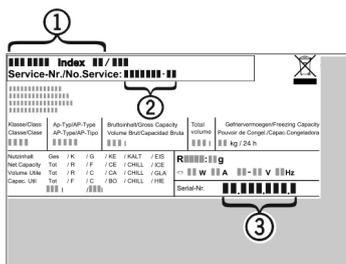 1
Index /
Service-Nr./No.Service: -
2
Klasse/Class Ap-Typ/AP-Type Bruttoinhalt/Gross Capacity Total Gefriervermoegen/Freezing Capacity
Classe/Clase AP-Type/AP-Tipo Volume Brut/Capacidad Bruta volume Pouvoir de Congel./Capac.Congeladora
l l kg / 24 h
Nutzinhalt Ges / K / G / KE / KALT / EIS
Net.Capacity Tot / R / F / CE / CHILL / ICE
Volume Utile Tot / R / C / CA / CHILL / GLA
Capac. Util Tot / F / C / BO / CHILL / HIE
l / l
R : g
W A - V Hz
Serial-Nr. . . .
3